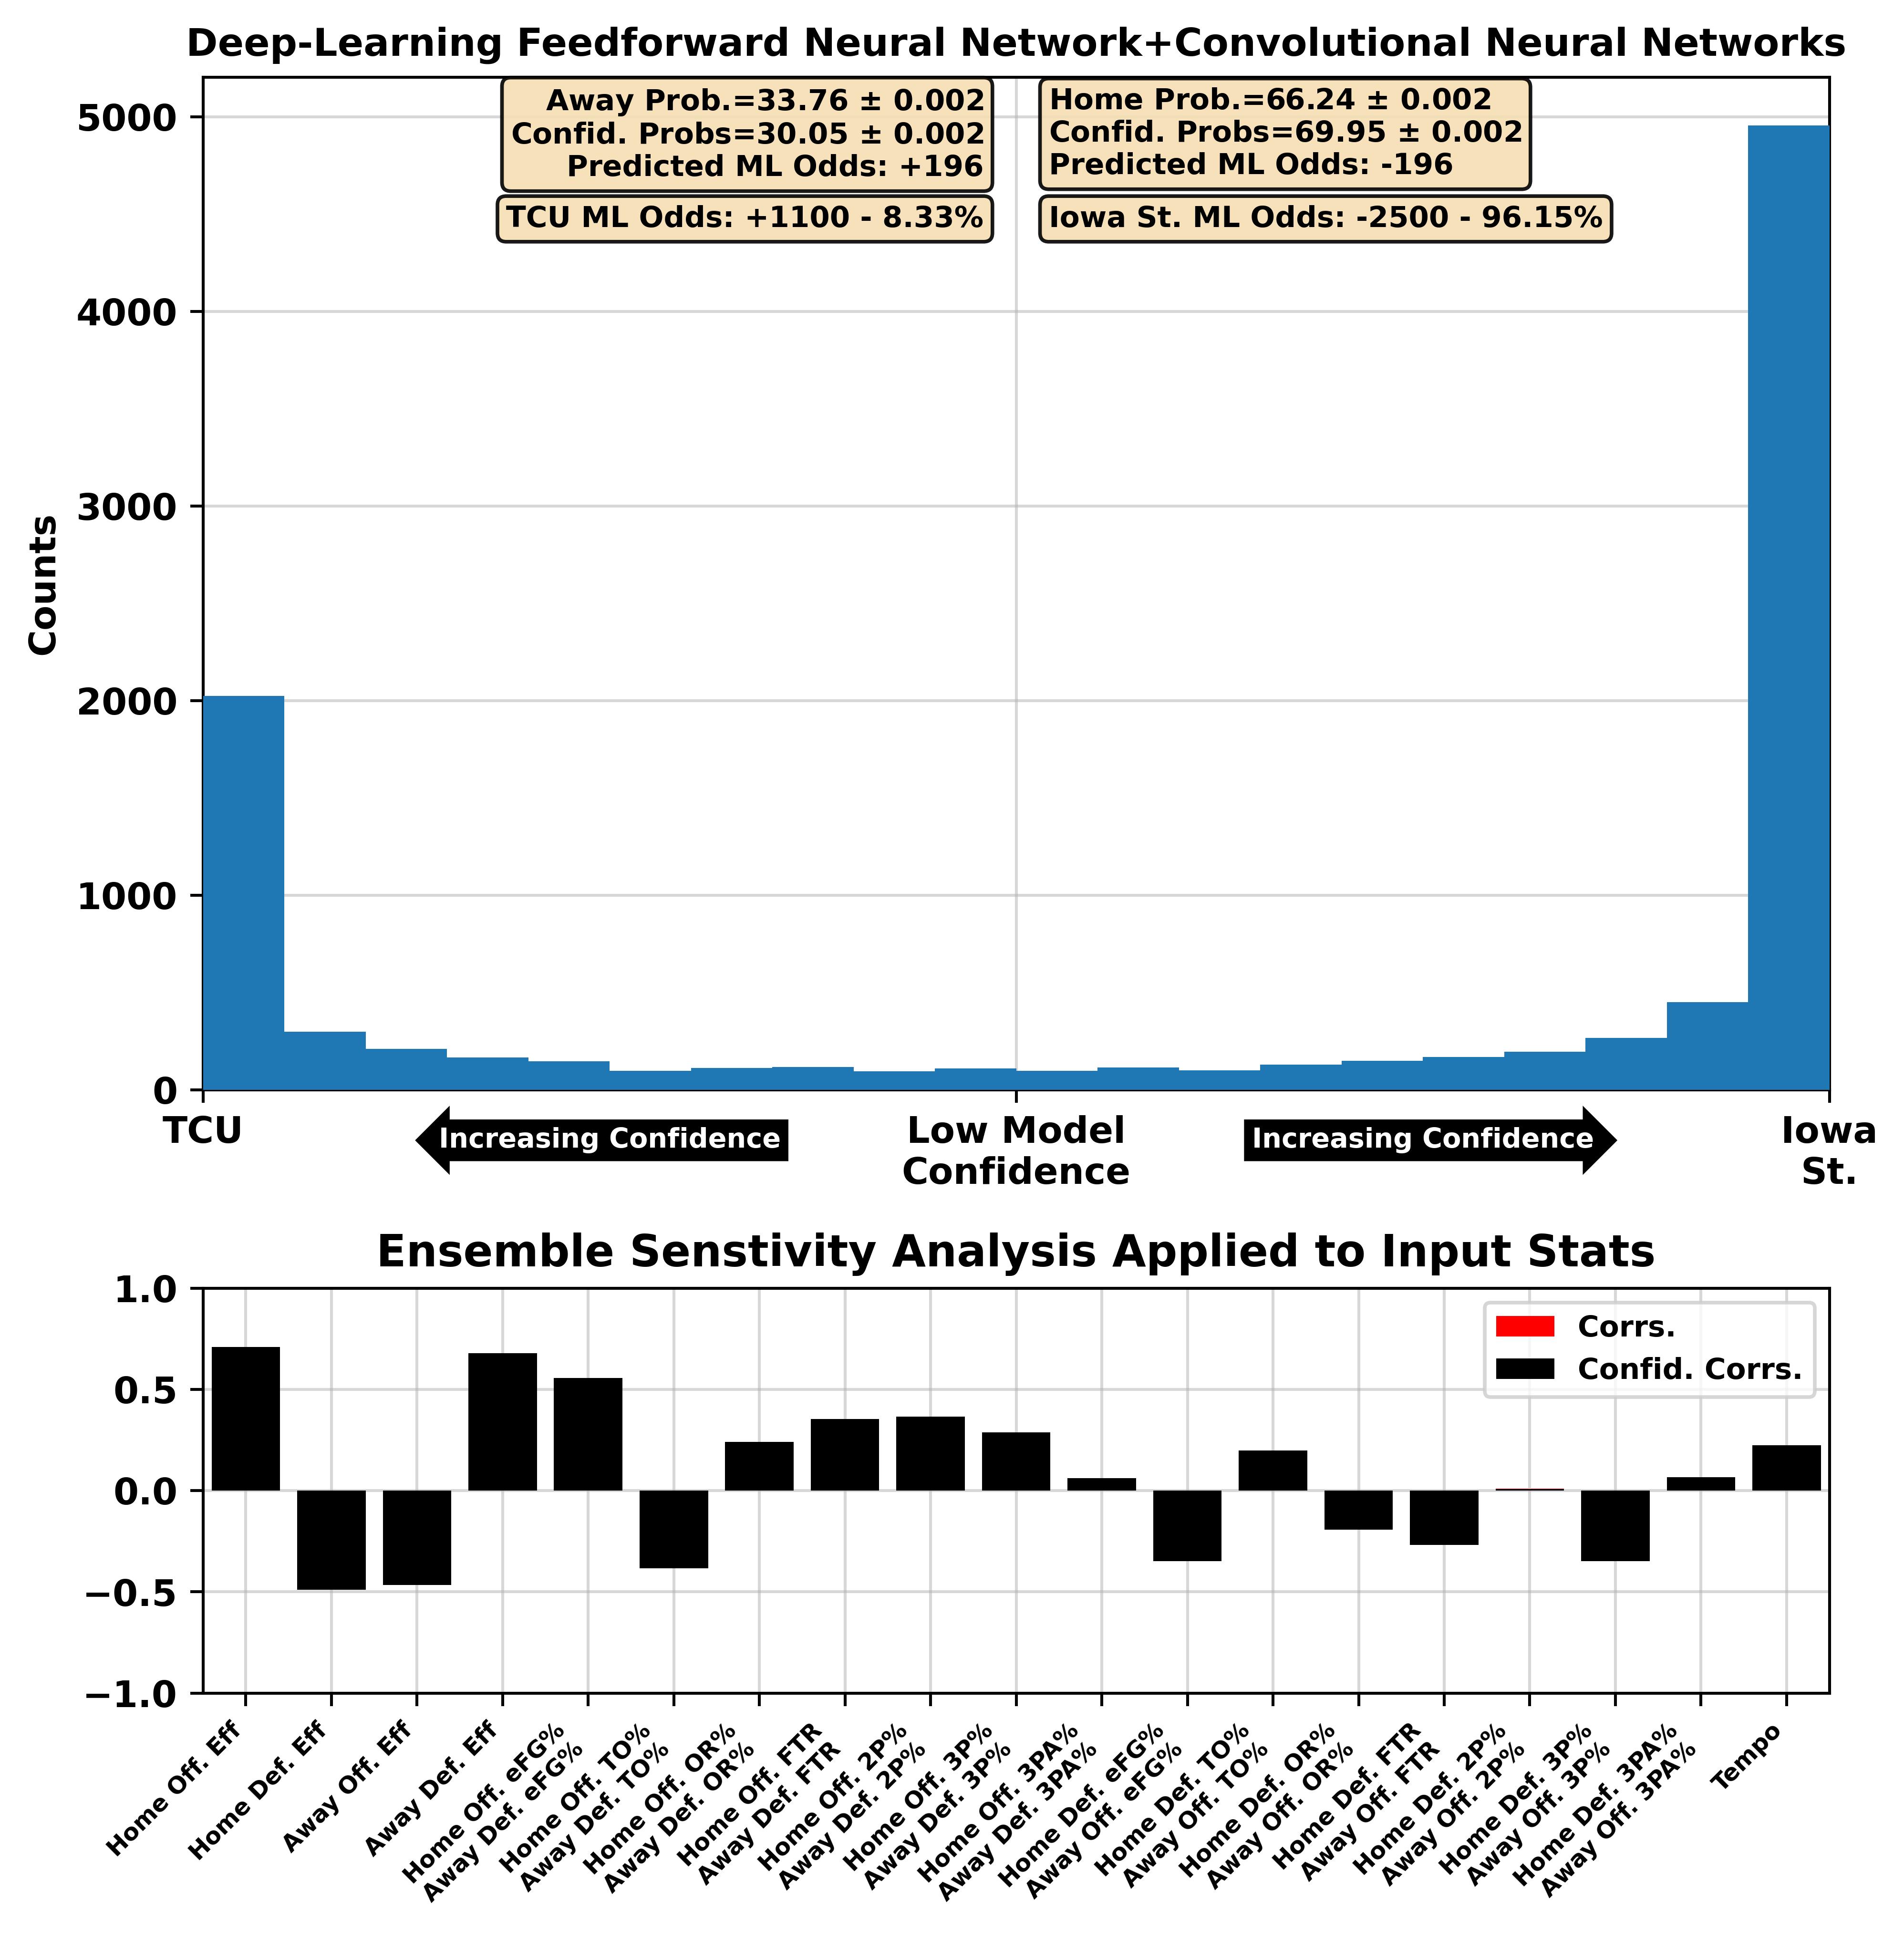 Deep-Learning Feedforward Neural Network+Convolutional Neural Networks
Away Prob.=33.76 ± 0.002
Confid. Probs=30.05 ± 0.002
Predicted ML Odds: +196
TCU ML Odds: +1100 - 8.33%
Home Prob.=66.24 ± 0.002
Confid. Probs=69.95 ± 0.002
Predicted ML Odds: -196
Iowa St. ML Odds: -2500 - 96.15%
Counts
5000
4000
3000
2000
1000
0
TCU
Increasing Confidence
Low Model
Confidence
Increasing Confidence
Iowa
St.
Ensemble Senstivity Analysis Applied to Input Stats
1.0
0.5
0.0
−0.5
−1.0
Corrs.
Confid. Corrs.
Home Off. Eff
Home Def. Eff
Away Off. Eff
Away Def. Eff
Home Off. eFG%
Away Def. eFG%
Home Off. TO%
Away Def. TO%
Home Off. OR%
Away Def. OR%
Home Off. FTR
Away Def. FTR
Home Off. 2P%
Away Def. 2P%
Home Off. 3P%
Away Def. 3P%
Home Off. 3PA%
Away Def. 3PA%
Home Def. eFG%
Away Off. eFG%
Home Def. TO%
Away Off. TO%
Home Def. OR%
Away Off. OR%
Home Def. FTR
Away Off. FTR
Home Def. 2P%
Away Off. 2P%
Home Def. 3P%
Away Off. 3P%
Home Def. 3PA%
Away Off. 3PA%
Tempo